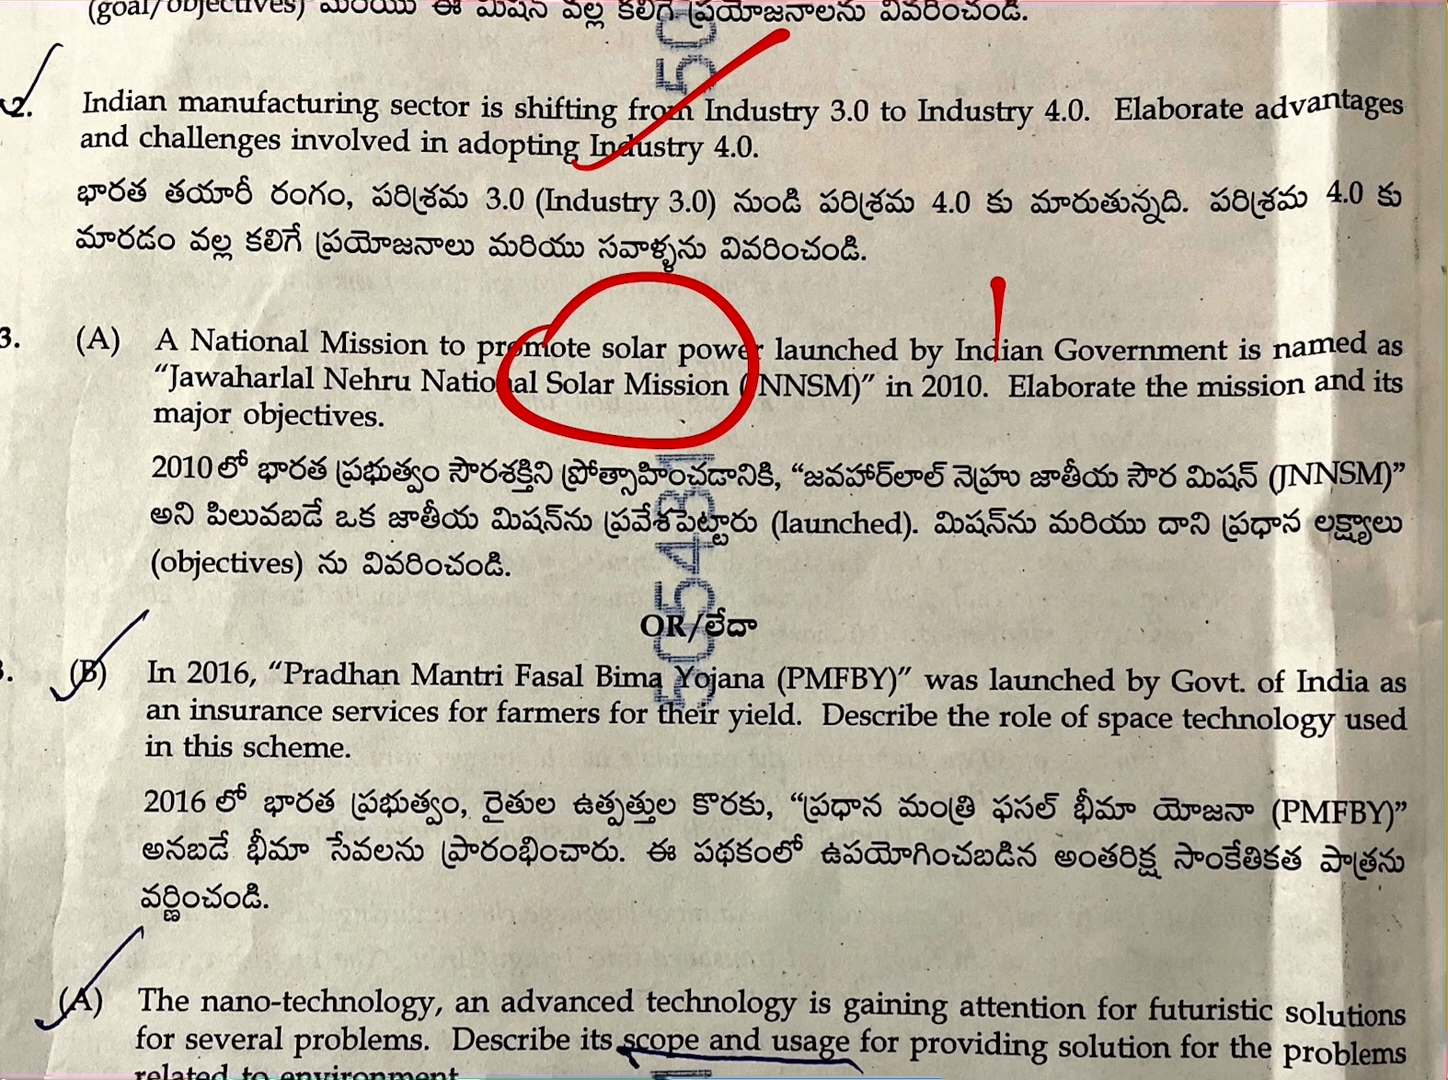 (goal/objectives) మరియు ఈ మిషన్ వల్ల కలిగే ప్రయోజనాలను వివరించండి.
2. Indian manufacturing sector is shifting from Industry 3.0 to Industry 4.0. Elaborate advantages
and challenges involved in adopting Industry 4.0.
భారత తయారీ రంగం, పరిశ్రమ 3.0 (Industry 3.0) నుండి పరిశ్రమ 4.0 కు మారుతున్నది. పరిశ్రమ 4.0 కు
మారడం వల్ల కలిగే ప్రయోజనాలు మరియు సవాళ్ళను వివరించండి.
3. (A) A National Mission to promote solar power launched by Indian Government is named as
“Jawaharlal Nehru National Solar Mission (JNNSM)” in 2010. Elaborate the mission and its
major objectives.
2010 లో భారత ప్రభుత్వం సౌరశక్తిని ప్రోత్సాహించడానికి, “జవహర్‌లాల్ నెహ్రు జాతీయ సౌర మిషన్ (JNNSM)”
అని పిలువబడే ఒక జాతీయ మిషన్‌ను ప్రవేశపెట్టారు (launched). మిషన్‌ను మరియు దాని ప్రధాన లక్ష్యాలు
(objectives) ను వివరించండి.
OR/లేదా
(B) In 2016, “Pradhan Mantri Fasal Bima Yojana (PMFBY)” was launched by Govt. of India as
an insurance services for farmers for their yield. Describe the role of space technology used
in this scheme.
2016 లో భారత ప్రభుత్వం, రైతుల ఉత్పత్తుల కొరకు, “ప్రధాన మంత్రి ఫసల్ భీమా యోజనా (PMFBY)”
అనబడే భీమా సేవలను ప్రారంభించారు. ఈ పథకంలో ఉపయోగించబడిన అంతరిక్ష సాంకేతికత పాత్రను
వర్ణించండి.
(A) The nano-technology, an advanced technology is gaining attention for futuristic solutions
for several problems. Describe its scope and usage for providing solution for the problems
related to environment